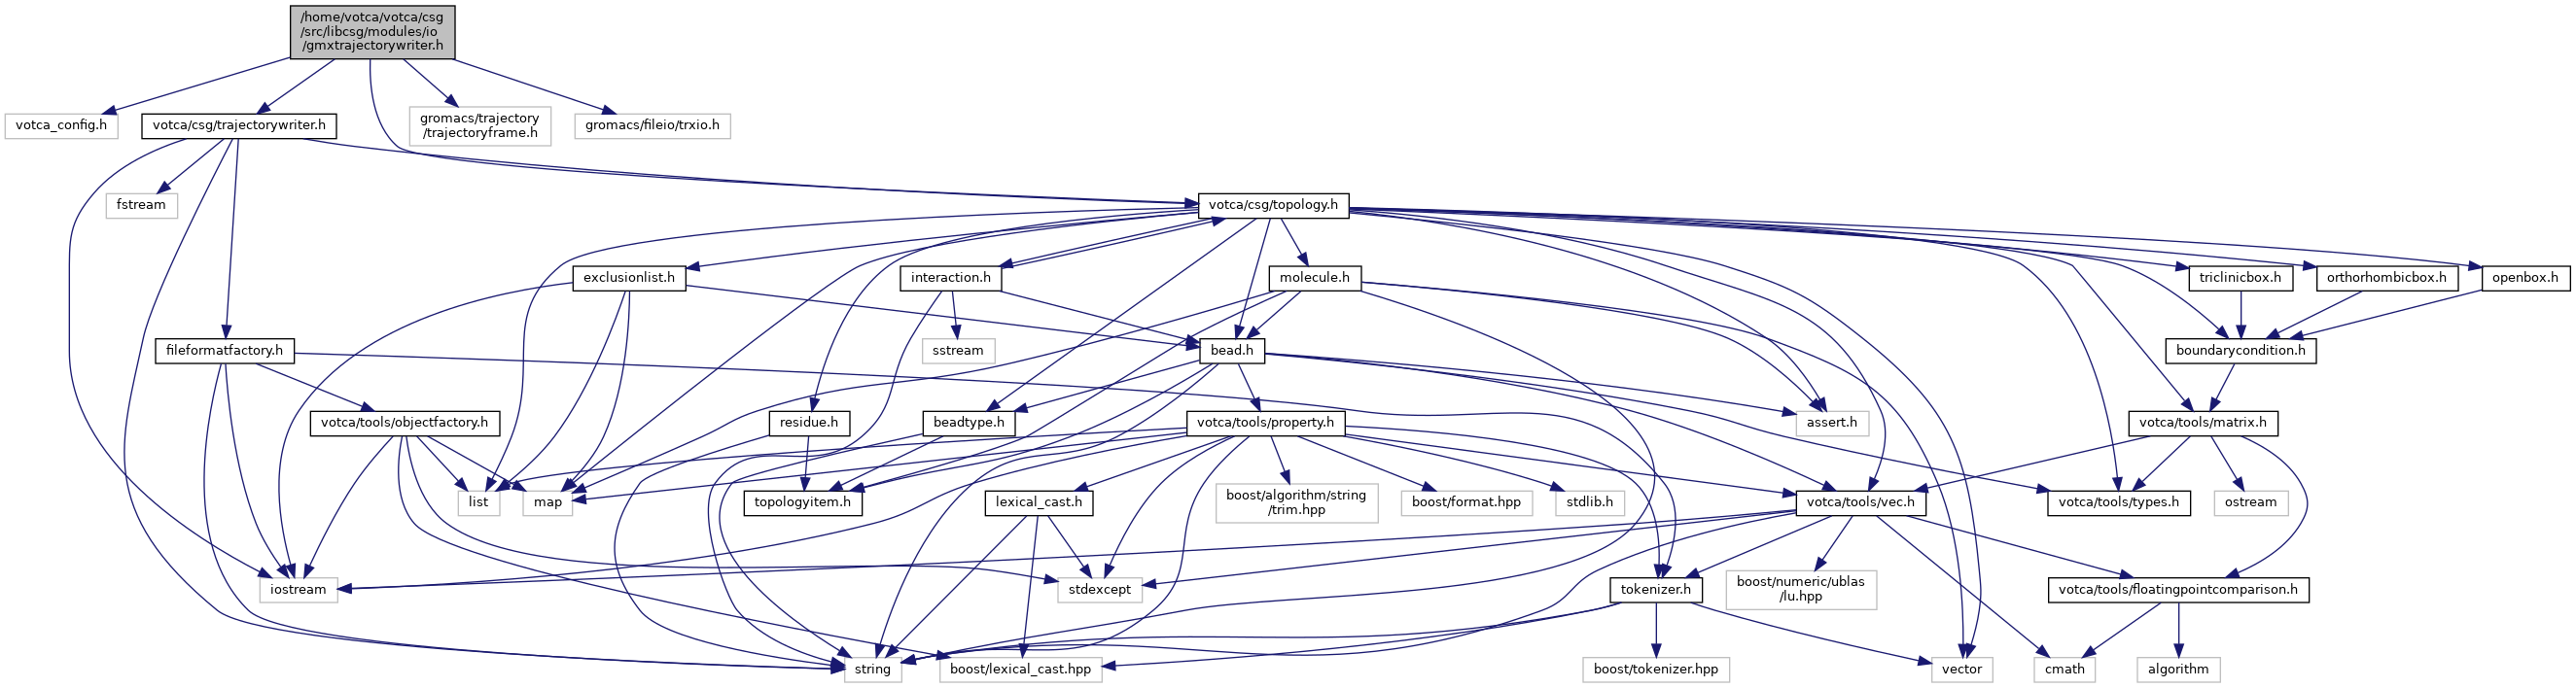 /home/votca/votca/csg
/src/libcsg/modules/io
/gmxtrajectorywriter.h
votca_config.h
votca/csg/trajectorywriter.h
gromacs/trajectory
/trajectoryframe.h
gromacs/fileio/trxio.h
fstream
votca/csg/topology.h
exclusionlist.h
interaction.h
molecule.h
triclinicbox.h
orthorhombicbox.h
openbox.h
fileformatfactory.h
sstream
bead.h
boundarycondition.h
votca/tools/objectfactory.h
residue.h
beadtype.h
votca/tools/property.h
assert.h
votca/tools/matrix.h
list
map
topologyitem.h
lexical_cast.h
boost/algorithm/string
/trim.hpp
boost/format.hpp
stdlib.h
votca/tools/vec.h
votca/tools/types.h
ostream
iostream
stdexcept
tokenizer.h
boost/numeric/ublas
/lu.hpp
votca/tools/floatingpointcomparison.h
string
boost/lexical_cast.hpp
boost/tokenizer.hpp
vector
cmath
algorithm